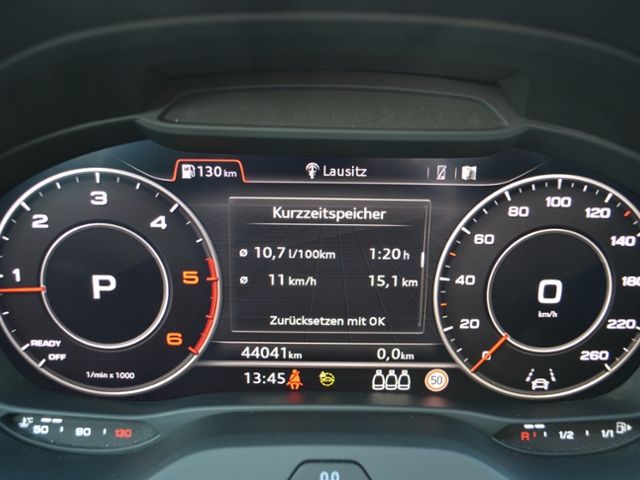 130 km Lausitz
Kurzzeitspeicher
ø 10,7 l/100km 1:20 h
ø 11 km/h 15,1 km
Zurücksetzen mit OK
44041 km 0,0 km
13:45 50
1 2 3 4 5 6
P
READY
OFF
1/min x 1000
0 20 40 60 80 100 120 140 180 220 260
0
km/h
°C 50 90 130
R 1/2 1/1